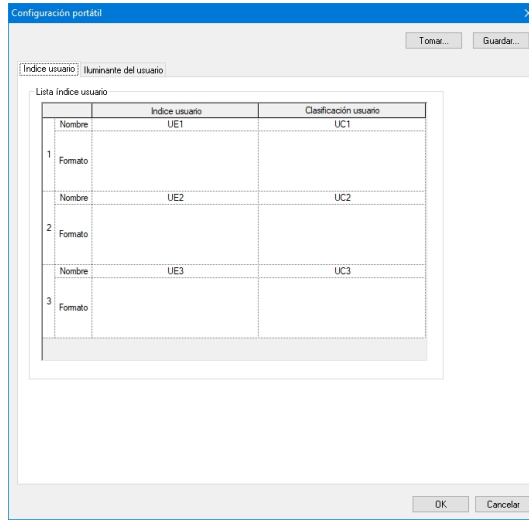 Configuración portátil
Tomar... Guardar...
Indice usuario Iluminante del usuario
Lista índice usuario
Indice usuario Clasificación usuario
Nombre UE1 UC1
1 Formato
Nombre UE2 UC2
2 Formato
Nombre UE3 UC3
3 Formato
OK Cancelar